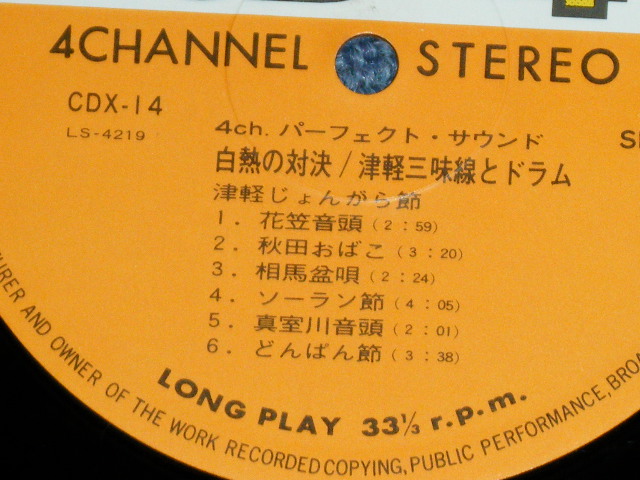 4CHANNEL STEREO
CDX-14
LS-4219
4ch. パーフェクト・サウンド
白熱の対決 / 津軽三味線とドラム
津軽じょんがら節
1. 花笠音頭 (2:59)
2. 秋田おばこ (3:20)
3. 相馬盆唄 (2:24)
4. ソーラン節 (4:05)
5. 真室川音頭 (2:01)
6. どんぱん節 (3:38)
LONG PLAY 33⅓ r.p.m.
AND OWNER OF THE WORK RECORDED COPYING, PUBLIC PERFORMANCE,